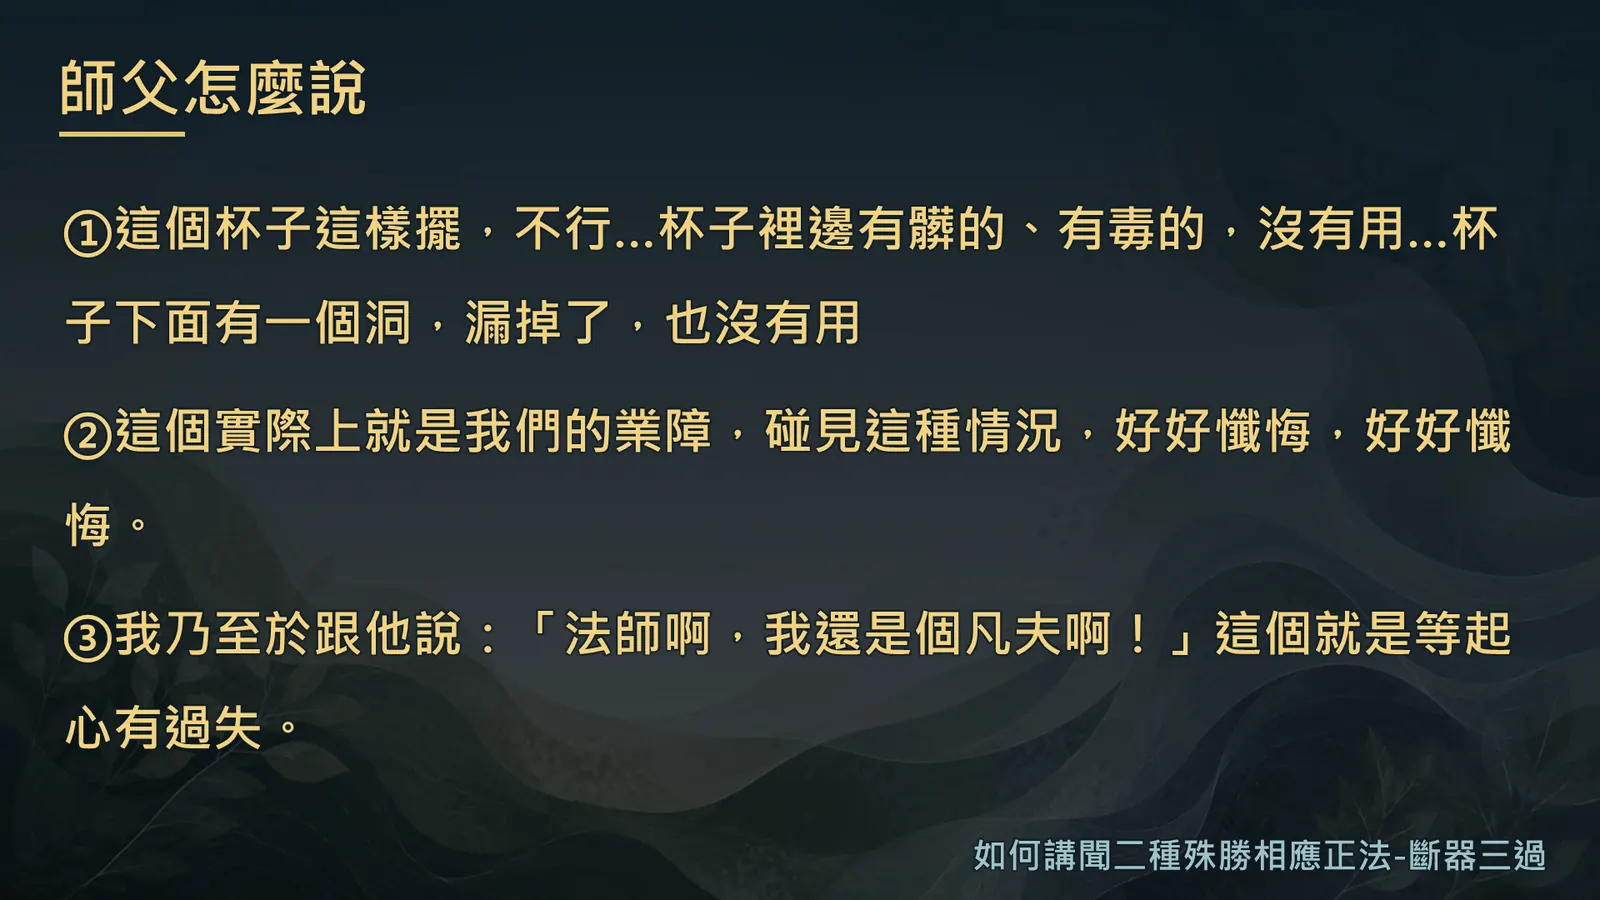 師父怎麼說
①這個杯子這樣擺，不行...杯子裡邊有髒的、有毒的，沒有用...杯
子下面有一個洞，漏掉了，也沒有用
②這個實際上就是我們的業障，碰見這種情況，好好懺悔，好好懺
悔。
③我乃至於跟他說：「法師啊，我還是個凡夫啊！」這個就是等起
心有過失。
如何講聞二種殊勝相應正法-斷器三過